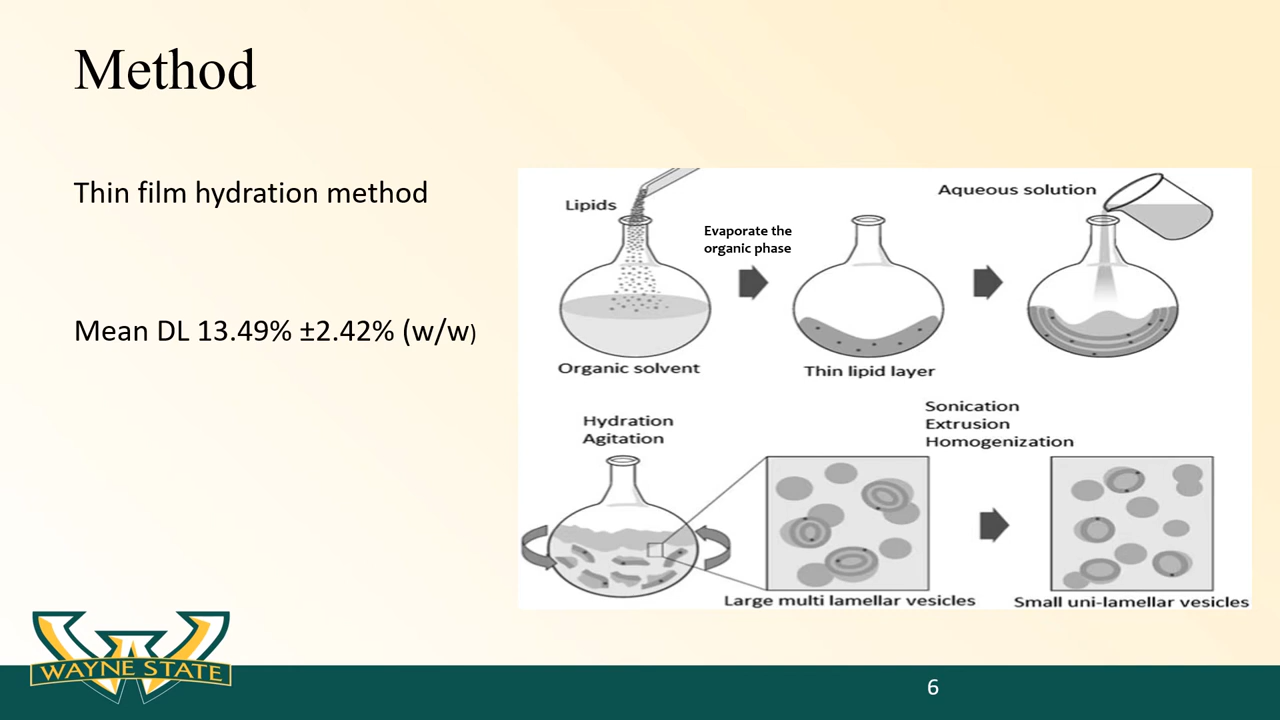 Method
Thin film hydration method
Mean DL 13.49% ±2.42% (w/w)
Lipids
Evaporate the
organic phase
Aqueous solution
Organic solvent
Thin lipid layer
Hydration
Agitation
Sonication
Extrusion
Homogenization
Large multi lamellar vesicles
Small uni-lamellar vesicles
WAYNE STATE
6